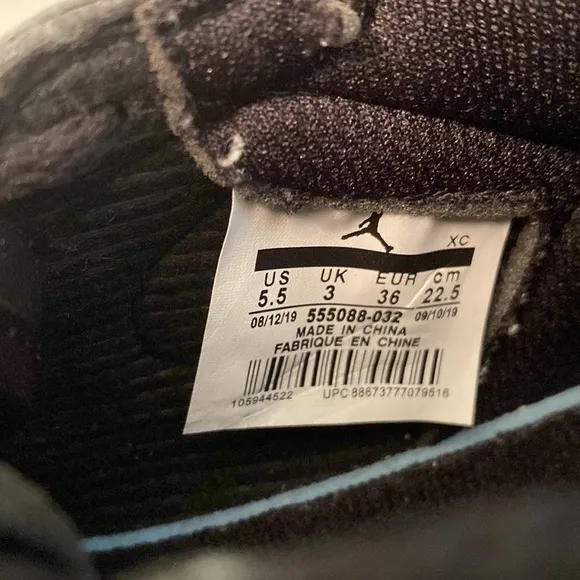 XC
US UK EUR cm
5.5 3 36 22.5
08/12/19 555088-032 09/10/19
MADE IN CHINA
FABRIQUE EN CHINE
105944522 UPC 88673777079516